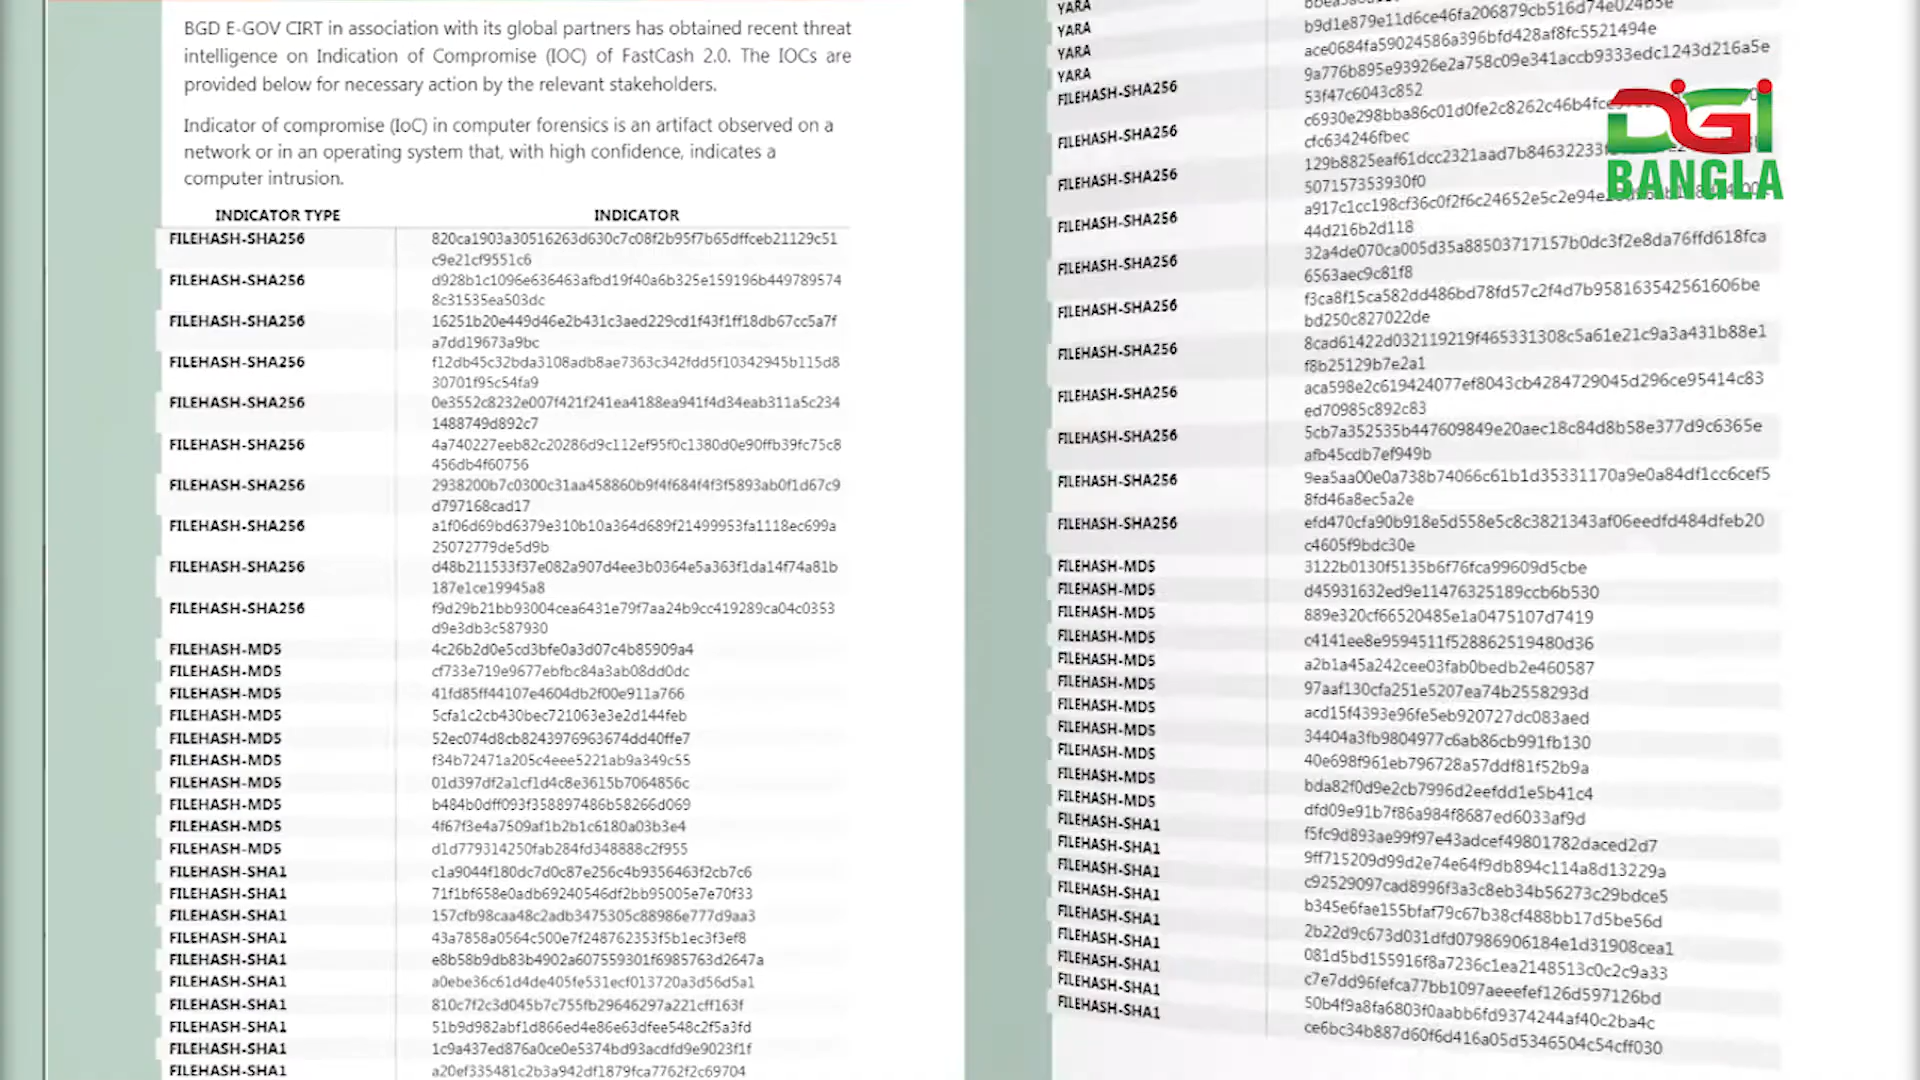 BGD E-GOV CIRT in association with its global partners has obtained recent threat
intelligence on Indication of Compromise (IOC) of FastCash 2.0. The IOCs are
provided below for necessary action by the relevant stakeholders.
Indicator of compromise (IoC) in computer forensics is an artifact observed on a
network or in an operating system that, with high confidence, indicates a
computer intrusion.
INDICATOR TYPE INDICATOR
FILEHASH-SHA256 820ca1903a30516263d630c7c08f2b95f7b65dffceb21129c51
c9e21cf9551c6
FILEHASH-SHA256 d928b1c1096e636463afbd19f40a6b325e159196b449789574
8c31535ea503dc
FILEHASH-SHA256 16251b20e449d46e2b431c3aed229cd1f43f1ff18db67cc5a7f
a7dd19673a9bc
FILEHASH-SHA256 f12db45c32bda3108adb8ae7363c342fdd5f10342945b115d8
30701f95c54fa9
FILEHASH-SHA256 0e3552c8232e007f421f241ea4188ea941f4d34eab311a5c234
1488749d892c7
FILEHASH-SHA256 4a740227eeb82c20286d9c112ef95f0c1380d0e90ffb39fc75c8
456db4f60756
FILEHASH-SHA256 2938200b7c0300c31aa458860b9f4f684f4f3f5893ab0f1d67c9
d797168cad17
FILEHASH-SHA256 a1f06d69bd6379e310b10a364d689f21499953fa1118ec699a
25072779de5d9b
FILEHASH-SHA256 d48b211533f37e082a907d4ee3b0364e5a363f1da14f74a81b
187e1ce19945a8
FILEHASH-SHA256 f9d29b21bb93004cea6431e79f7aa24b9cc419289ca04c0353
d9e3db3c587930
FILEHASH-MD5 4c26b2d0e5cd3bfe0a3d07c4b85909a4
FILEHASH-MD5 cf733e719e9677ebfbc84a3ab08dd0dc
FILEHASH-MD5 41fd85ff44107e4604db2f00e911a766
FILEHASH-MD5 5cfa1c2cb430bec721063e3e2d144feb
FILEHASH-MD5 52ec074d8cb8243976963674dd40ffe7
FILEHASH-MD5 f34b72471a205c4eee5221ab9a349c55
FILEHASH-MD5 01d397df2a1cf1d4c8e3615b7064856c
FILEHASH-MD5 b484b0dff093f358897486b58266d069
FILEHASH-MD5 4f67f3e4a7509af1b2b1c6180a03b3e4
FILEHASH-MD5 d1d779314250fab284fd348888c2f955
FILEHASH-SHA1 c1a9044f180dc7d0c87e256c4b9356463f2cb7c6
FILEHASH-SHA1 71f1bf658e0adb69240546df2bb95005e7e70f33
FILEHASH-SHA1 157cfb98caa48c2adb3475305c88986e777d9aa3
FILEHASH-SHA1 43a7858a0564c500e7f248762353f5b1ec3f3ef8
FILEHASH-SHA1 e8b58b9db83b4902a607559301f6985763d2647a
FILEHASH-SHA1 a0ebe36c61d4de405fe531ecf013720a3d56d5a1
FILEHASH-SHA1 810c7f2c3d045b7c755fb29646297a221cff163f
FILEHASH-SHA1 51b9d982abf1d866ed4e86e63dfee548c2f5a3fd
FILEHASH-SHA1 1c9a437ed876a0ce0e5374bd93acdfd9e9023f1f
FILEHASH-SHA1 a20ef335481c2b3a942df1879fca7762f2c69704
YARA
YARA b9d1e879e11d6ce46fa206879cb516d74e024b5e
YARA ace0684fa59024586a396bfd428af8fc5521494e
YARA
FILEHASH-SHA256 9a776b895e93926e2a758c09e341accb9333edc1243d216a5e
53f47c6043c852
FILEHASH-SHA256
cfc634246fbec
FILEHASH-SHA256
507157353930f0
FILEHASH-SHA256
44d216b2d118
FILEHASH-SHA256 32a4de070ca005d35a88503717157b0dc3f2e8da76ffd618fca
6563aec9c81f8
FILEHASH-SHA256 f3ca8f15ca582dd486bd78fd57c2f4d7b958163542561606be
bd250c827022de
FILEHASH-SHA256 8cad61422d032119219f465331308c5a61e21c9a3a431b88e1
f8b25129b7e2a1
FILEHASH-SHA256 aca598e2c619424077ef8043cb4284729045d296ce95414c83
ed70985c892c83
FILEHASH-SHA256 5cb7a352535b447609849e20aec18c84d8b58e377d9c6365e
afb45cdb7ef949b
FILEHASH-SHA256 9ea5aa00e0a738b74066c61b1d35331170a9e0a84df1cc6cef5
8fd46a8ec5a2e
FILEHASH-SHA256 efd470cfa90b918e5d558e5c8c3821343af06eedfd484dfeb20
c4605f9bdc30e
FILEHASH-MD5 3122b0130f5135b6f76fca99609d5cbe
FILEHASH-MD5 d45931632ed9e11476325189ccb6b530
FILEHASH-MD5 889e320cf66520485e1a0475107d7419
FILEHASH-MD5 c4141ee8e9594511f528862519480d36
FILEHASH-MD5 a2b1a45a242cee03fab0bedb2e460587
FILEHASH-MD5 97aaf130cfa251e5207ea74b2558293d
FILEHASH-MD5 acd15f4393e96fe5eb920727dc083aed
FILEHASH-MD5 34404a3fb9804977c6ab86cb991fb130
FILEHASH-MD5 40e698f961eb796728a57ddf81f52b9a
FILEHASH-MD5 bda82f0d9e2cb7996d2eefdd1e5b41c4
FILEHASH-MD5 dfd09e91b7f86a984f8687ed6033af9d
FILEHASH-SHA1 f5fc9d893ae99f97e43adcef49801782daced2d7
FILEHASH-SHA1 9ff715209d99d2e74e64f9db894c114a8d13229a
FILEHASH-SHA1 c92529097cad8996f3a3c8eb34b56273c29bdce5
FILEHASH-SHA1 b345e6fae155bfaf79c67b38cf488bb17d5be56d
FILEHASH-SHA1 2b22d9c673d031dfd07986906184e1d31908cea1
FILEHASH-SHA1 081d5bd155916f8a7236c1ea2148513c0c2c9a33
FILEHASH-SHA1 c7e7dd96fefca77bb1097aeeefef126d597126bd
FILEHASH-SHA1 50b4f9a8fa6803f0aabb6fd9374244af40c2ba4c
FILEHASH-SHA1 ce6bc34b887d60f6d416a05d5346504c54cff030
DGI
BANGLA